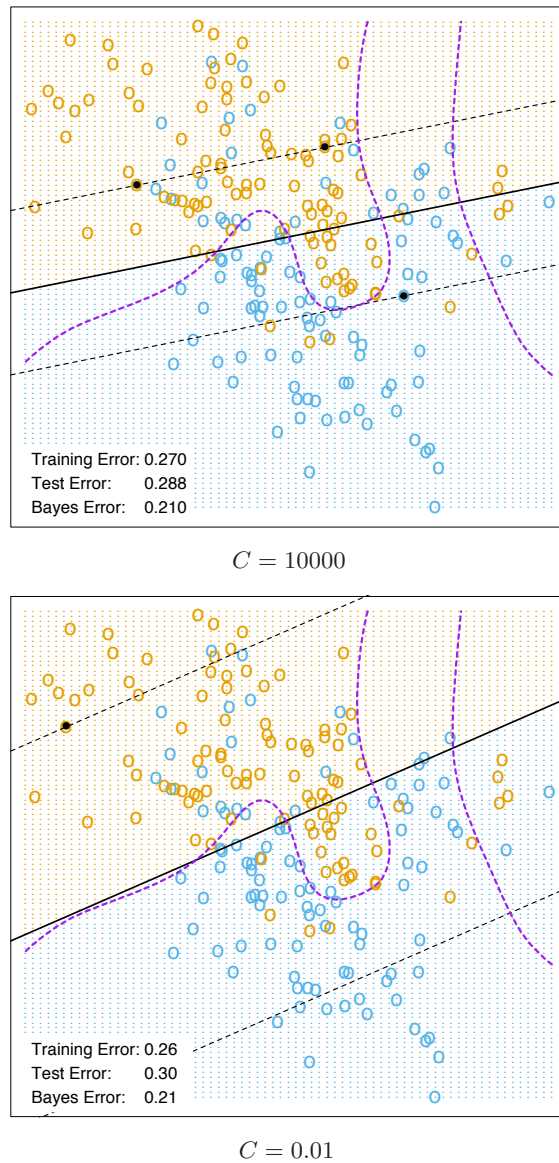 Training Error: 0.270
Test Error: 0.288
Bayes Error: 0.210
C = 10000
Training Error: 0.26
Test Error: 0.30
Bayes Error: 0.21
C = 0.01